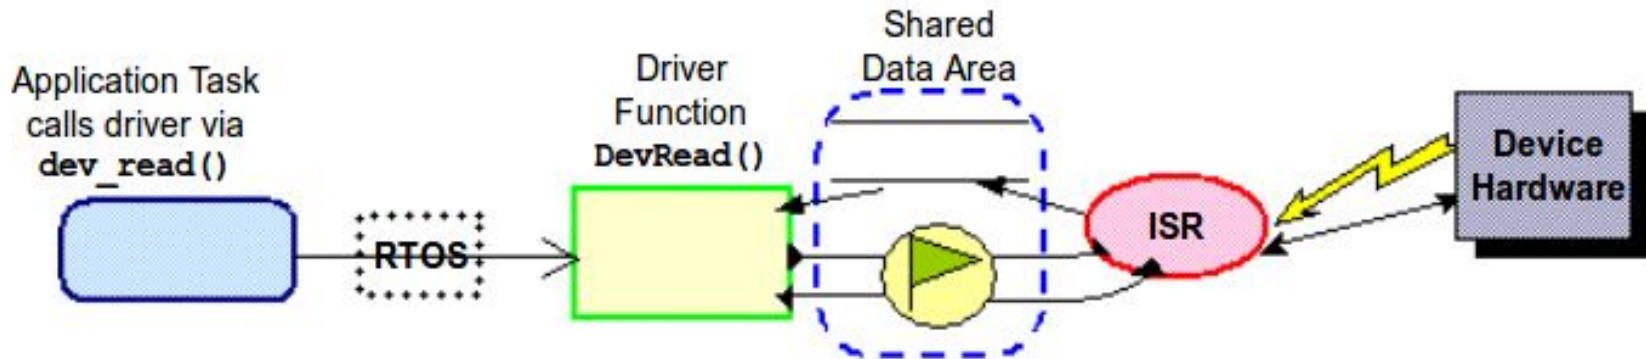 Application Task
calls driver via
dev_read()
RTOS
Driver
Function
DevRead()
Shared
Data Area
ISR
Device
Hardware